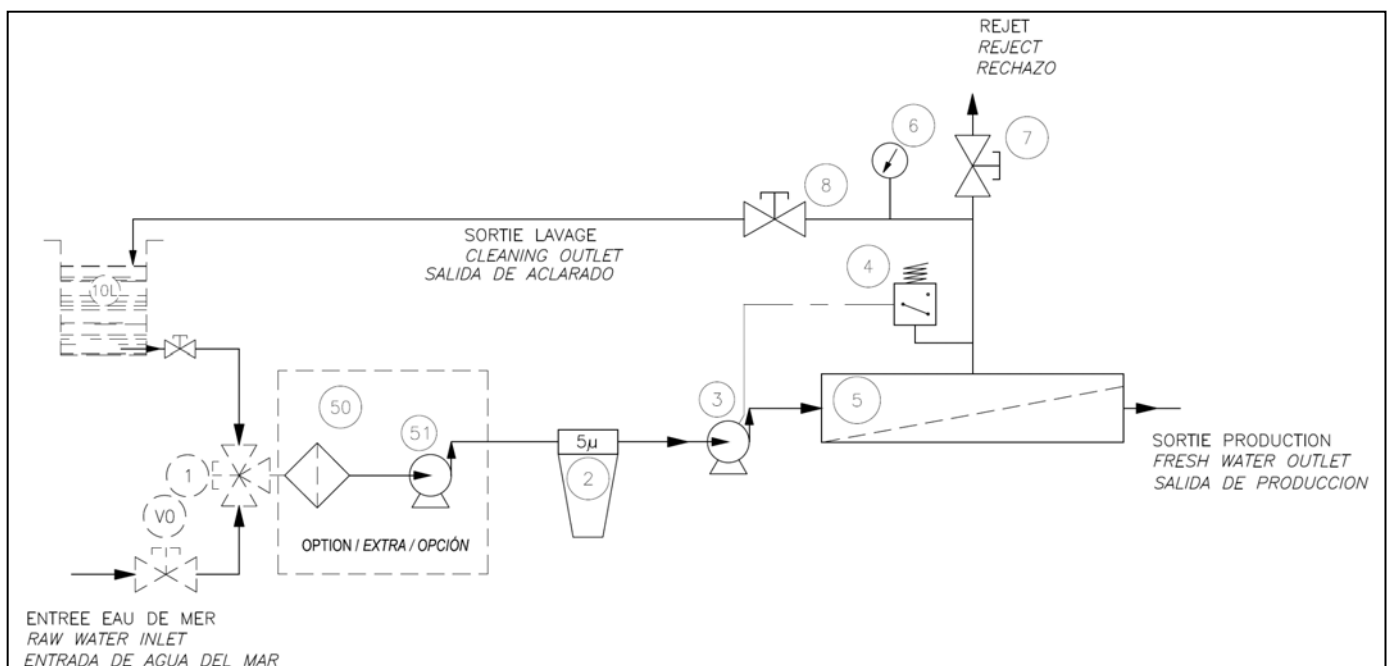 REJET
REJECT
RECHAZO
6
7
8
SORTIE LAVAGE
CLEANING OUTLET
SALIDA DE ACLARADO
4
10L
50
3
5
51
5µ
SORTIE PRODUCTION
FRESH WATER OUTLET
SALIDA DE PRODUCCION
1
2
V0
OPTION / EXTRA / OPCIÓN
ENTREE EAU DE MER
RAW WATER INLET
ENTRADA DE AGUA DEL MAR